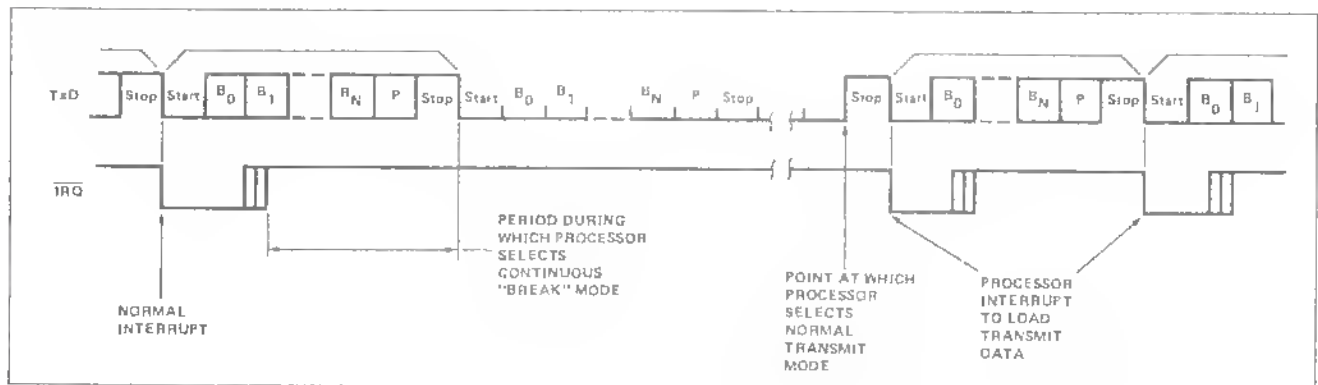 TxD
Stop Start B0 B1 BN P Stop Start B0 B1 BN P Stop Stop Start B0 BN P Stop Start B0 B1
IRQ
NORMAL
INTERRUPT
PERIOD DURING
WHICH PROCESSOR
SELECTS
CONTINUOUS
"BREAK" MODE
POINT AT WHICH
PROCESSOR
SELECTS
NORMAL
TRANSMIT
MODE
PROCESSOR
INTERRUPT
TO LOAD
TRANSMIT
DATA